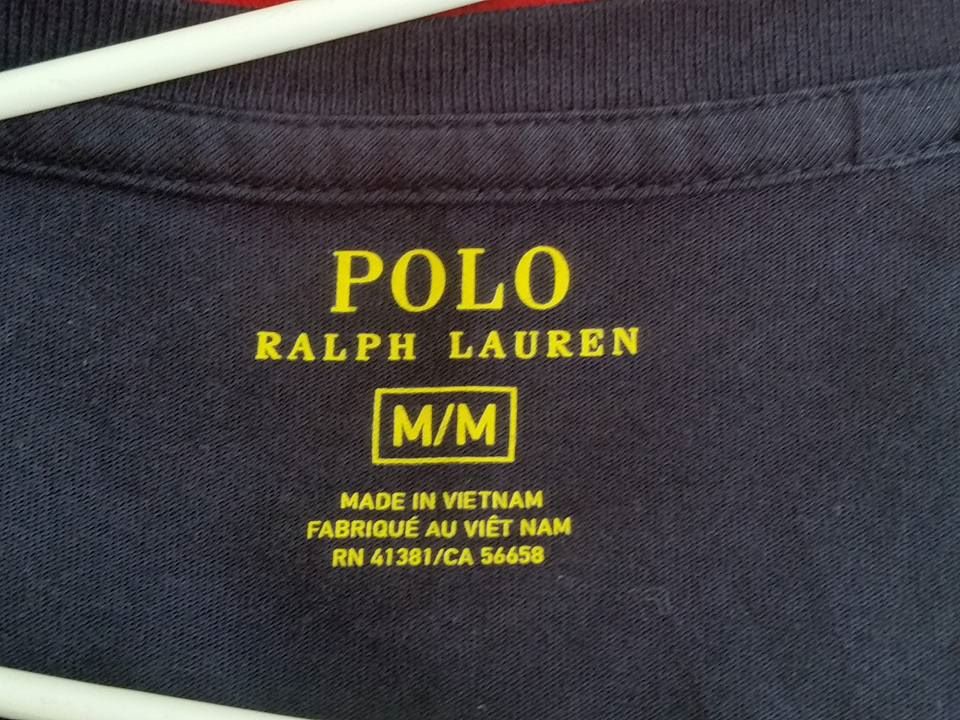 POLO
RALPH LAUREN
M/M
MADE IN VIETNAM
FABRIQUÉ AU VIÊT NAM
RN 41381/CA 56658